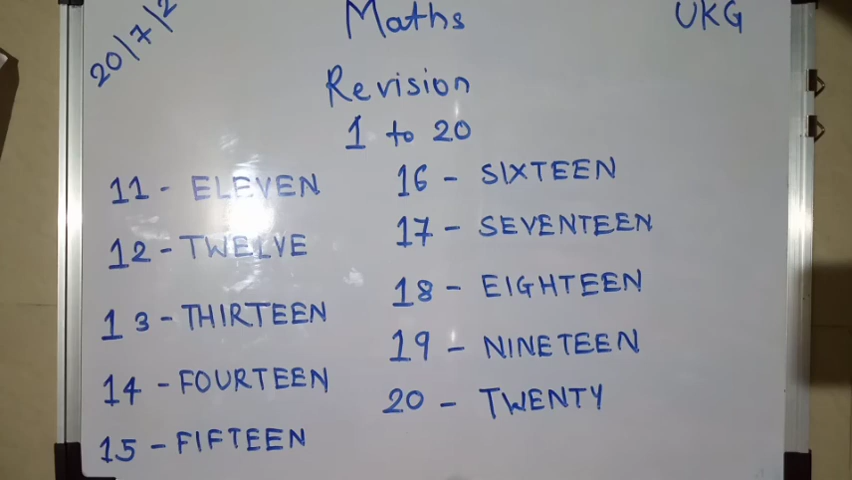 20/7/2
Maths
UKG
Revision
1 to 20
11 - ELEVEN
12 - TWELVE
13 - THIRTEEN
14 - FOURTEEN
15 - FIFTEEN
16 - SIXTEEN
17 - SEVENTEEN
18 - EIGHTEEN
19 - NINETEEN
20 - TWENTY